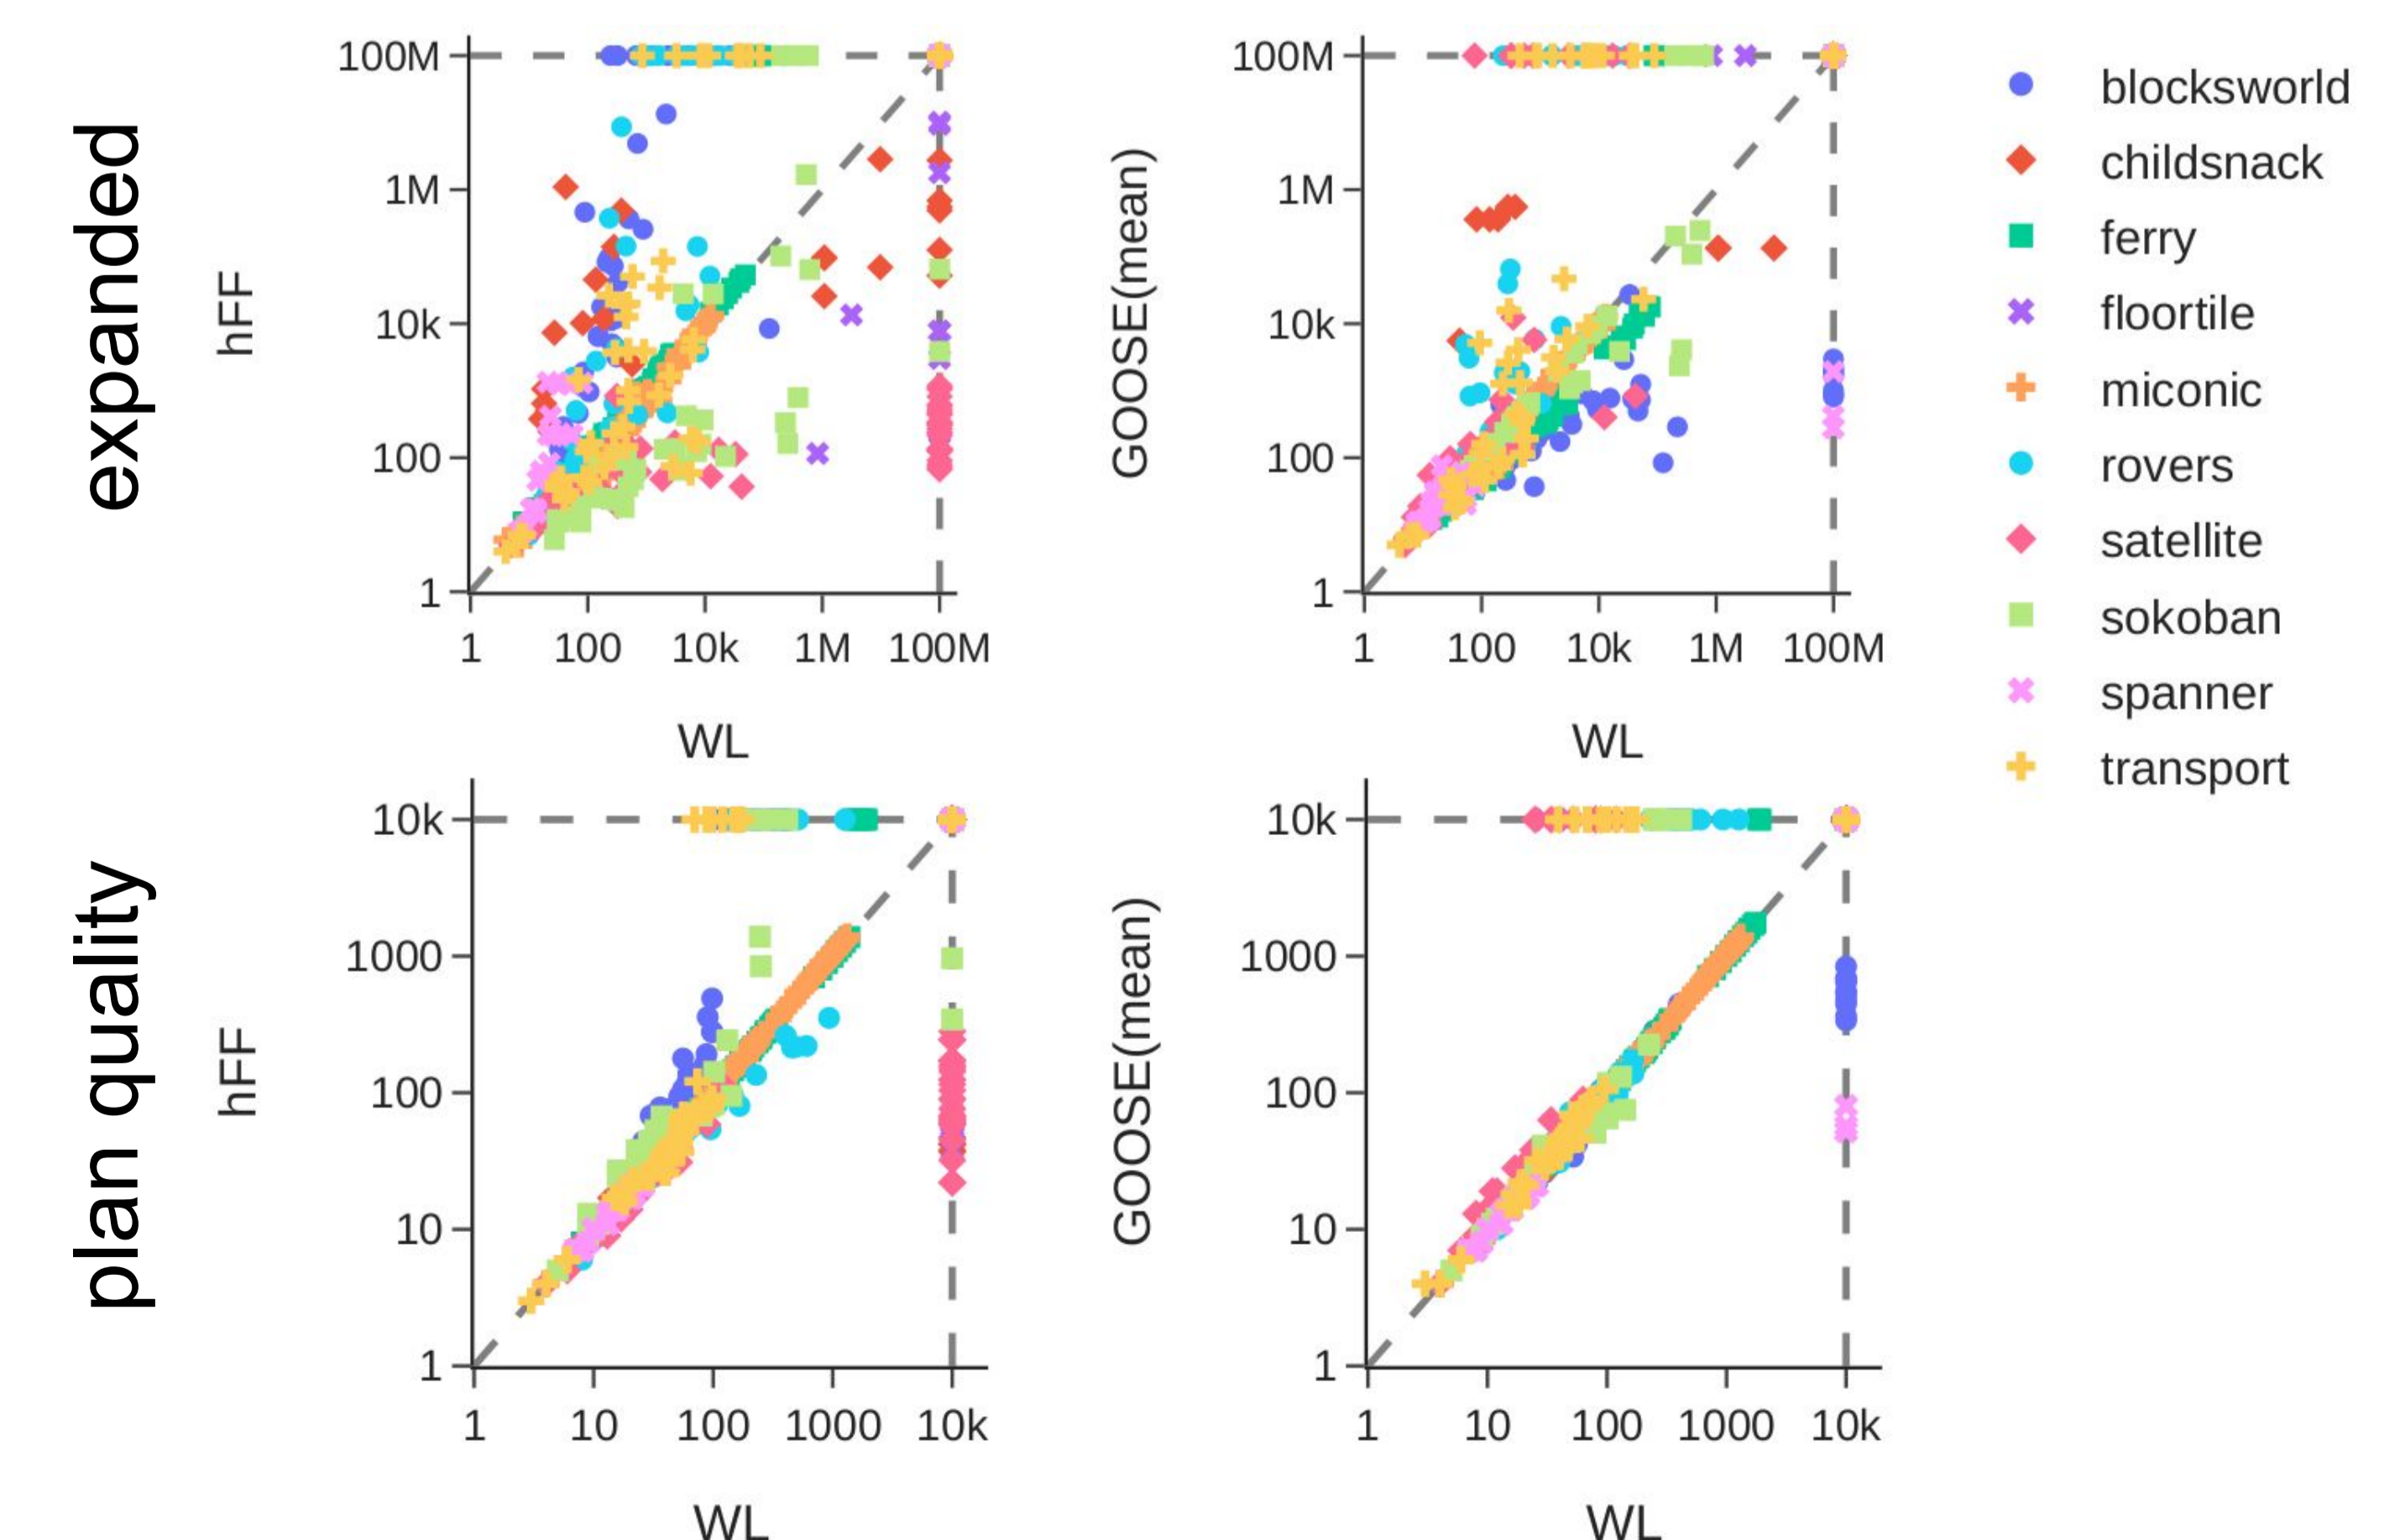 expanded
hFF
100M
1M
10k
100
1
1 100 10k 1M 100M
WL
GOOSE(mean)
100M
1M
10k
100
1
1 100 10k 1M 100M
WL
blocksworld
childsnack
ferry
floortile
miconic
rovers
satellite
sokoban
spanner
transport
plan quality
hFF
10k
1000
100
10
1
1 10 100 1000 10k
WL
GOOSE(mean)
10k
1000
100
10
1
1 10 100 1000 10k
WL